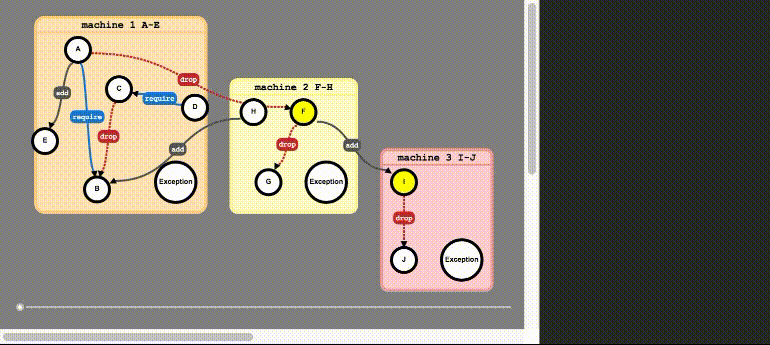 machine 1 A-E
A
drop
C
add
require
D
require
drop
E
add
B
Exception
machine 2 F-H
H
F
drop
add
G
Exception
machine 3 I-J
I
drop
J
Exception